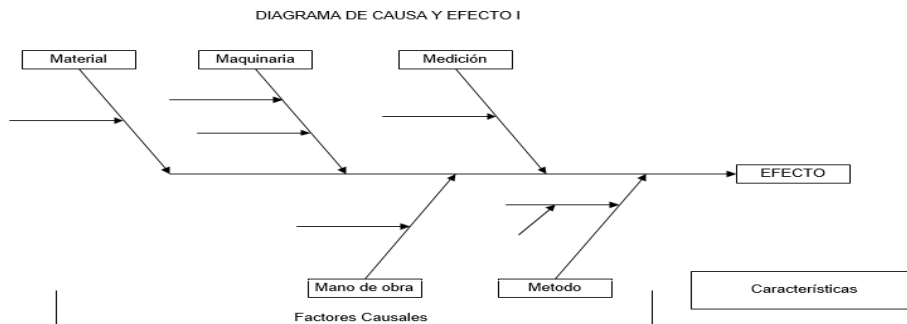 DIAGRAMA DE CAUSA Y EFECTO I
Material
Maquinaria
Medición
EFECTO
Mano de obra
Metodo
Características
Factores Causales